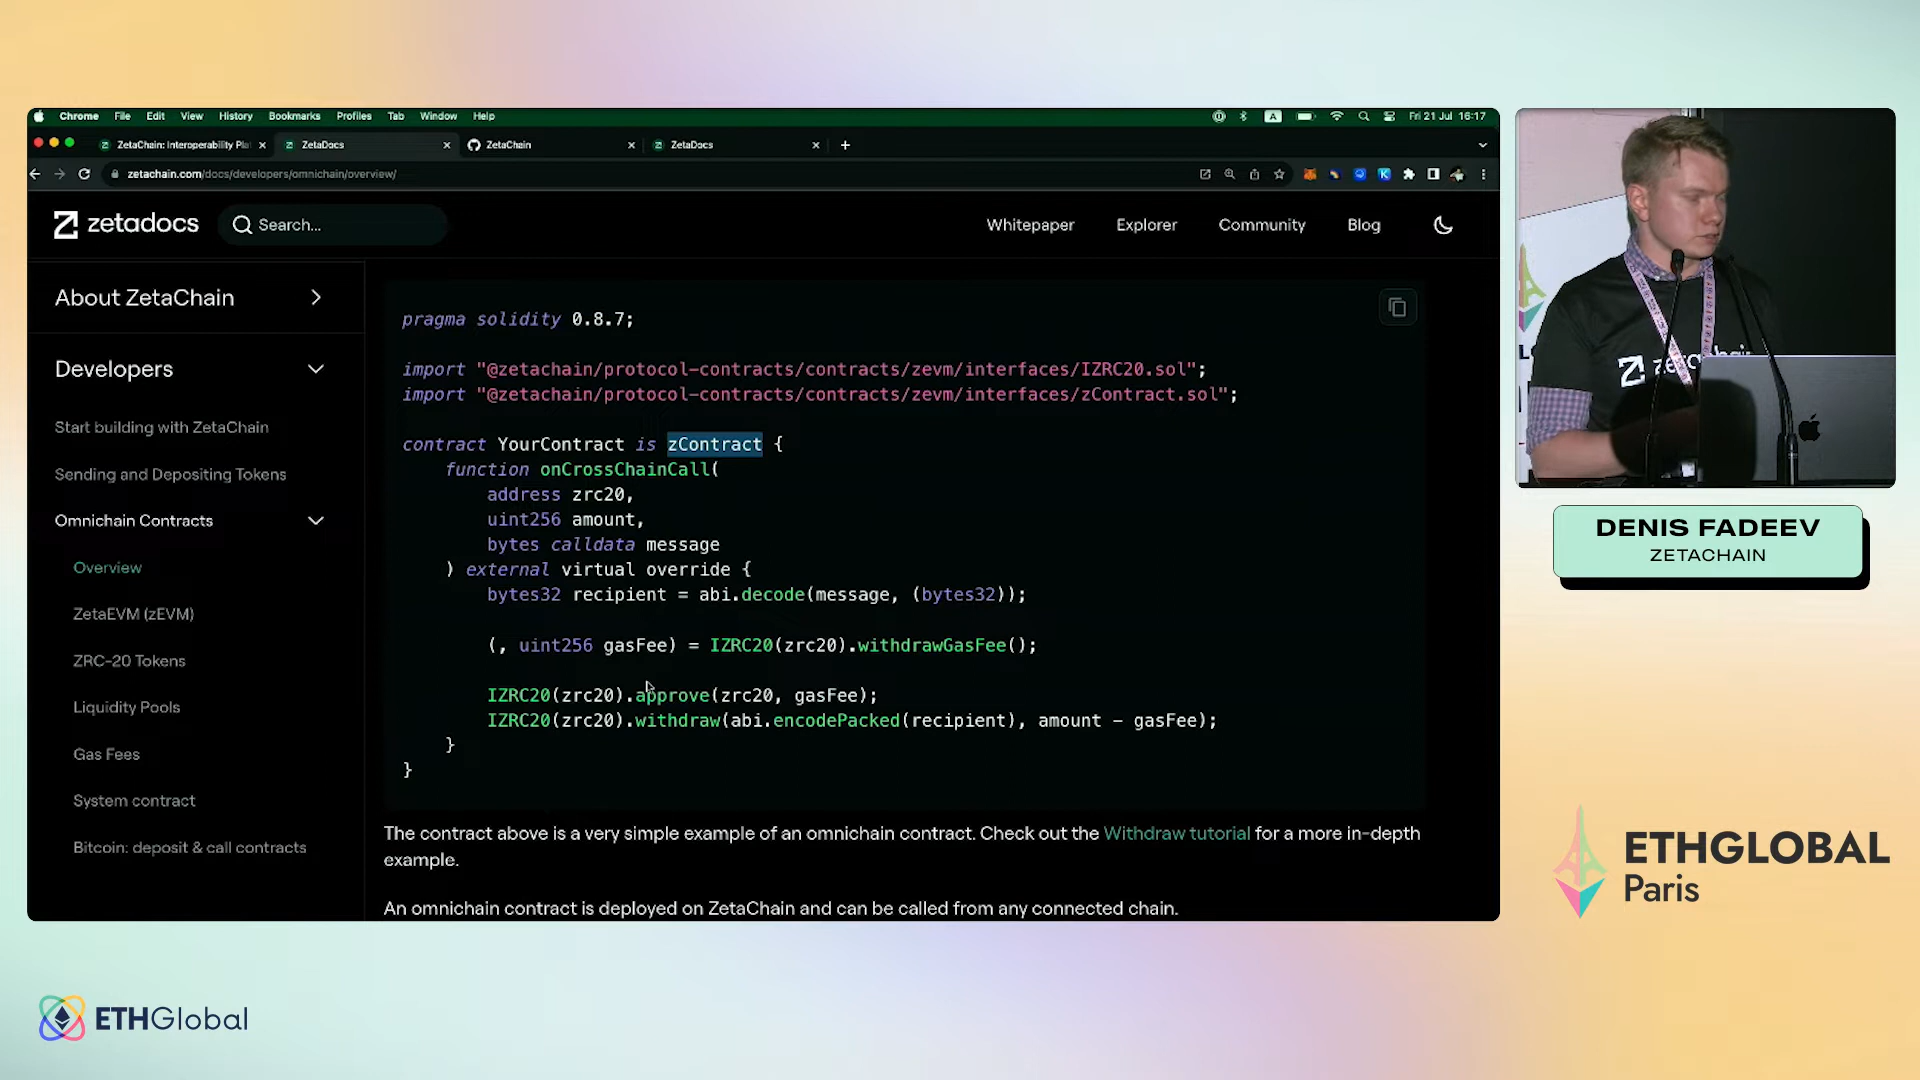 Chrome File Edit View History Bookmarks Profiles Tab Window Help
A Fri 21 Jul 16:17
ZetaChain: Interoperability Pla
ZetaDocs
ZetaChain
ZetaDocs
zetachain.com/docs/developers/omnichain/overview/
zetadocs
Search...
Whitepaper Explorer Community Blog
About ZetaChain
Developers
Start building with ZetaChain
Sending and Depositing Tokens
Omnichain Contracts
Overview
ZetaEVM (zEVM)
ZRC-20 Tokens
Liquidity Pools
Gas Fees
System contract
Bitcoin: deposit & call contracts
pragma solidity 0.8.7;
import "@zetachain/protocol-contracts/contracts/zevm/interfaces/IZRC20.sol";
import "@zetachain/protocol-contracts/contracts/zevm/interfaces/zContract.sol";
contract YourContract is zContract {
function onCrossChainCall(
address zrc20,
uint256 amount,
bytes calldata message
) external virtual override {
bytes32 recipient = abi.decode(message, (bytes32));
(, uint256 gasFee) = IZRC20(zrc20).withdrawGasFee();
IZRC20(zrc20).approve(zrc20, gasFee);
IZRC20(zrc20).withdraw(abi.encodePacked(recipient), amount - gasFee);
}
}
The contract above is a very simple example of an omnichain contract. Check out the Withdraw tutorial for a more in-depth
example.
An omnichain contract is deployed on ZetaChain and can be called from any connected chain.
DENIS FADEEV
ZETACHAIN
ETHGLOBAL
Paris
ETHGlobal